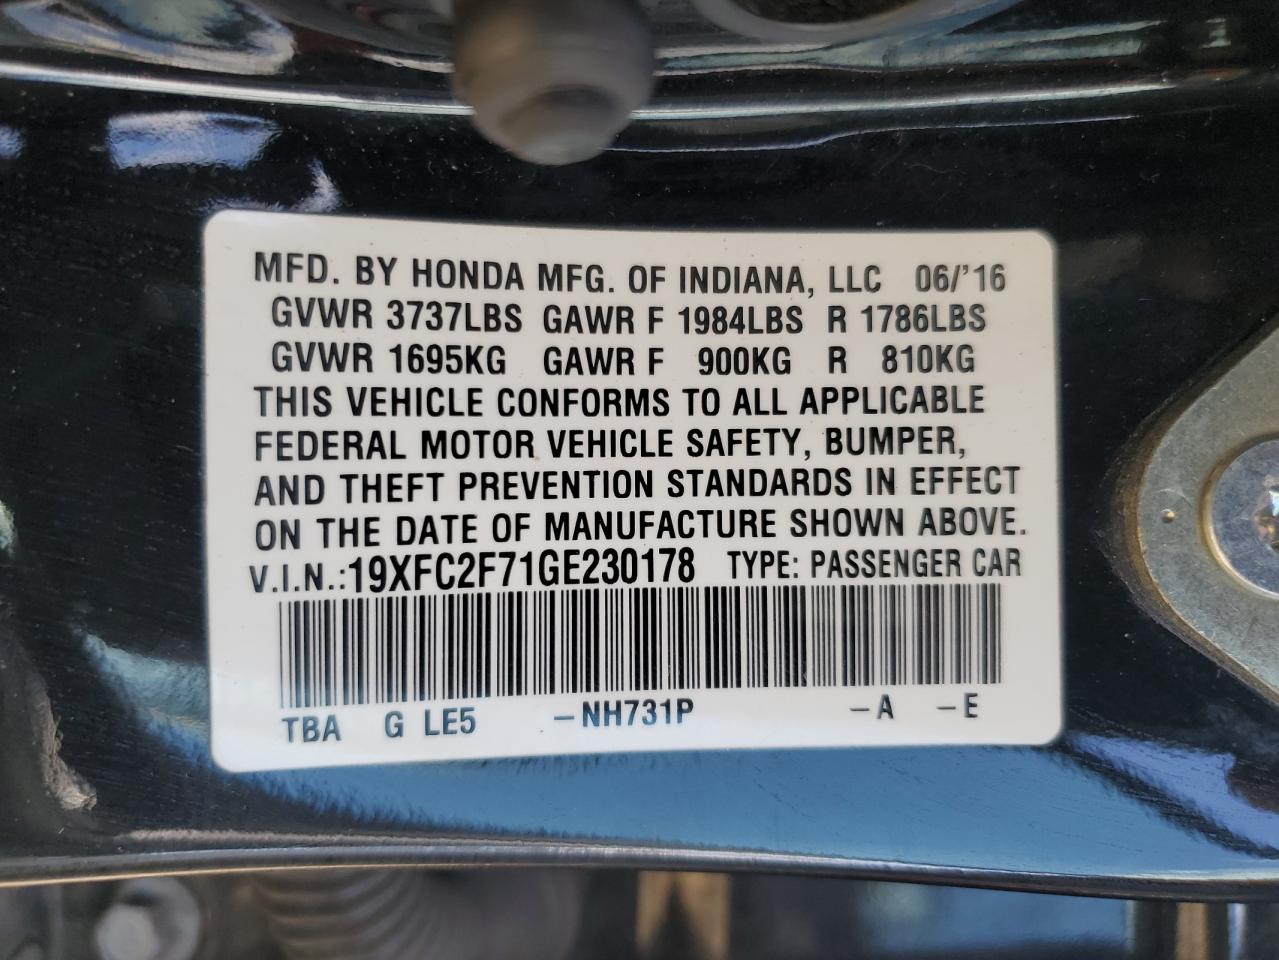 MFD. BY HONDA MFG. OF INDIANA, LLC 06/'16
GVWR 3737LBS GAWR F 1984LBS R 1786LBS
GVWR 1695KG GAWR F 900KG R 810KG
THIS VEHICLE CONFORMS TO ALL APPLICABLE
FEDERAL MOTOR VEHICLE SAFETY, BUMPER,
AND THEFT PREVENTION STANDARDS IN EFFECT
ON THE DATE OF MANUFACTURE SHOWN ABOVE.
V.I.N.:19XFC2F71GE230178 TYPE: PASSENGER CAR
TBA G LE5 –NH731P –A –E